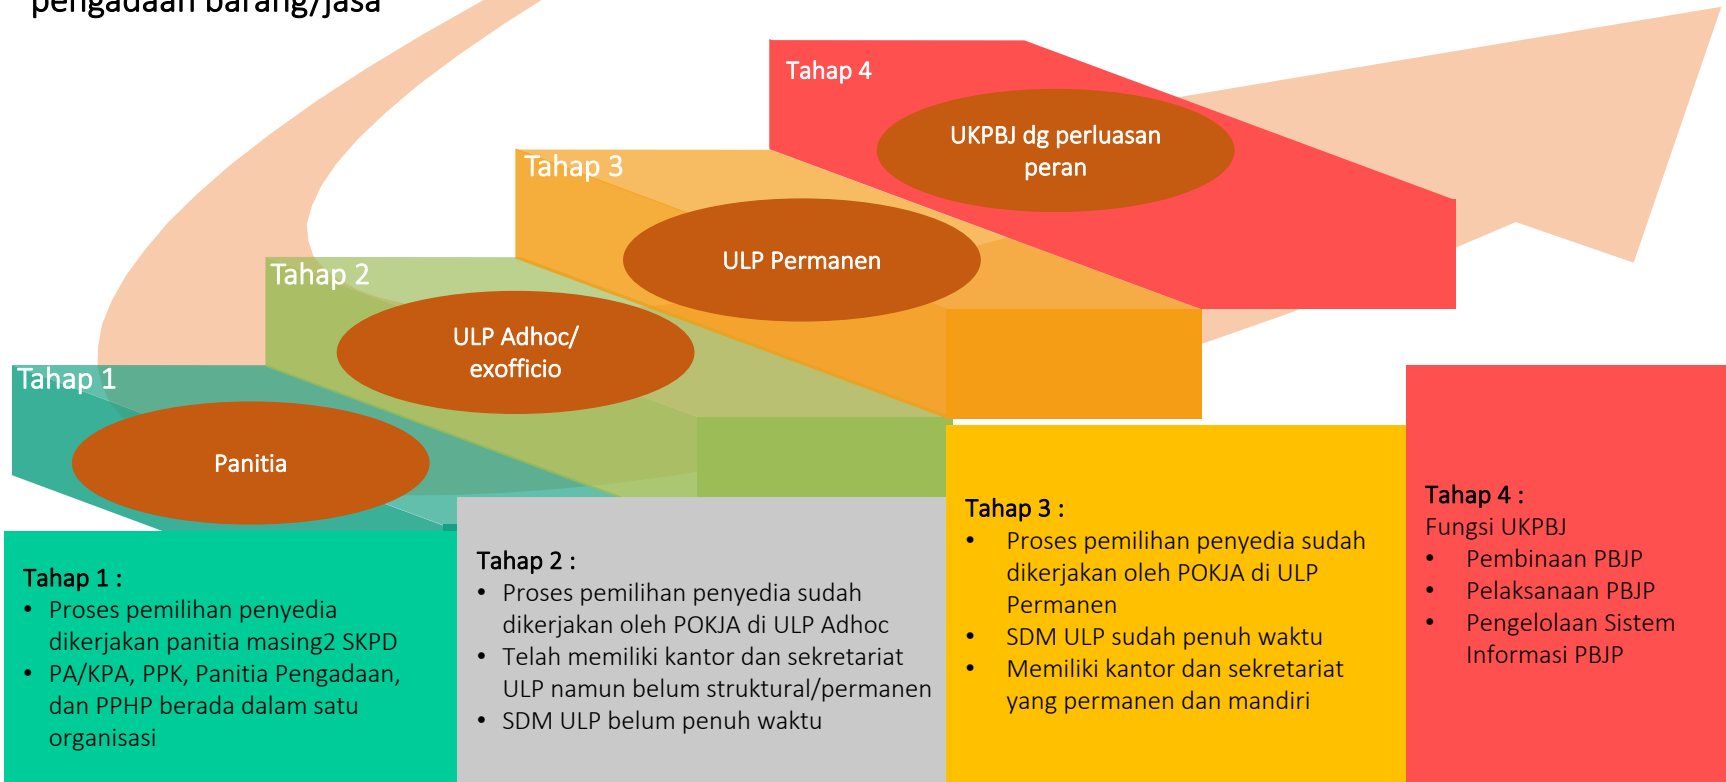 pengadaan barang/jasa
Tahap 4
UKPBJ dg perluasan
peran
Tahap 3
ULP Permanen
Tahap 2
ULP Adhoc/
exofficio
Tahap 1
Panitia
Tahap 1 :
• Proses pemilihan penyedia
dikerjakan panitia masing2 SKPD
• PA/KPA, PPK, Panitia Pengadaan,
dan PPHP berada dalam satu
organisasi
Tahap 2 :
• Proses pemilihan penyedia sudah
dikerjakan oleh POKJA di ULP Adhoc
• Telah memiliki kantor dan sekretariat
ULP namun belum struktural/permanen
• SDM ULP belum penuh waktu
Tahap 3 :
• Proses pemilihan penyedia sudah
dikerjakan oleh POKJA di ULP
Permanen
• SDM ULP sudah penuh waktu
• Memiliki kantor dan sekretariat
yang permanen dan mandiri
Tahap 4 :
Fungsi UKPBJ
• Pembinaan PBJP
• Pelaksanaan PBJP
• Pengelolaan Sistem
Informasi PBJP